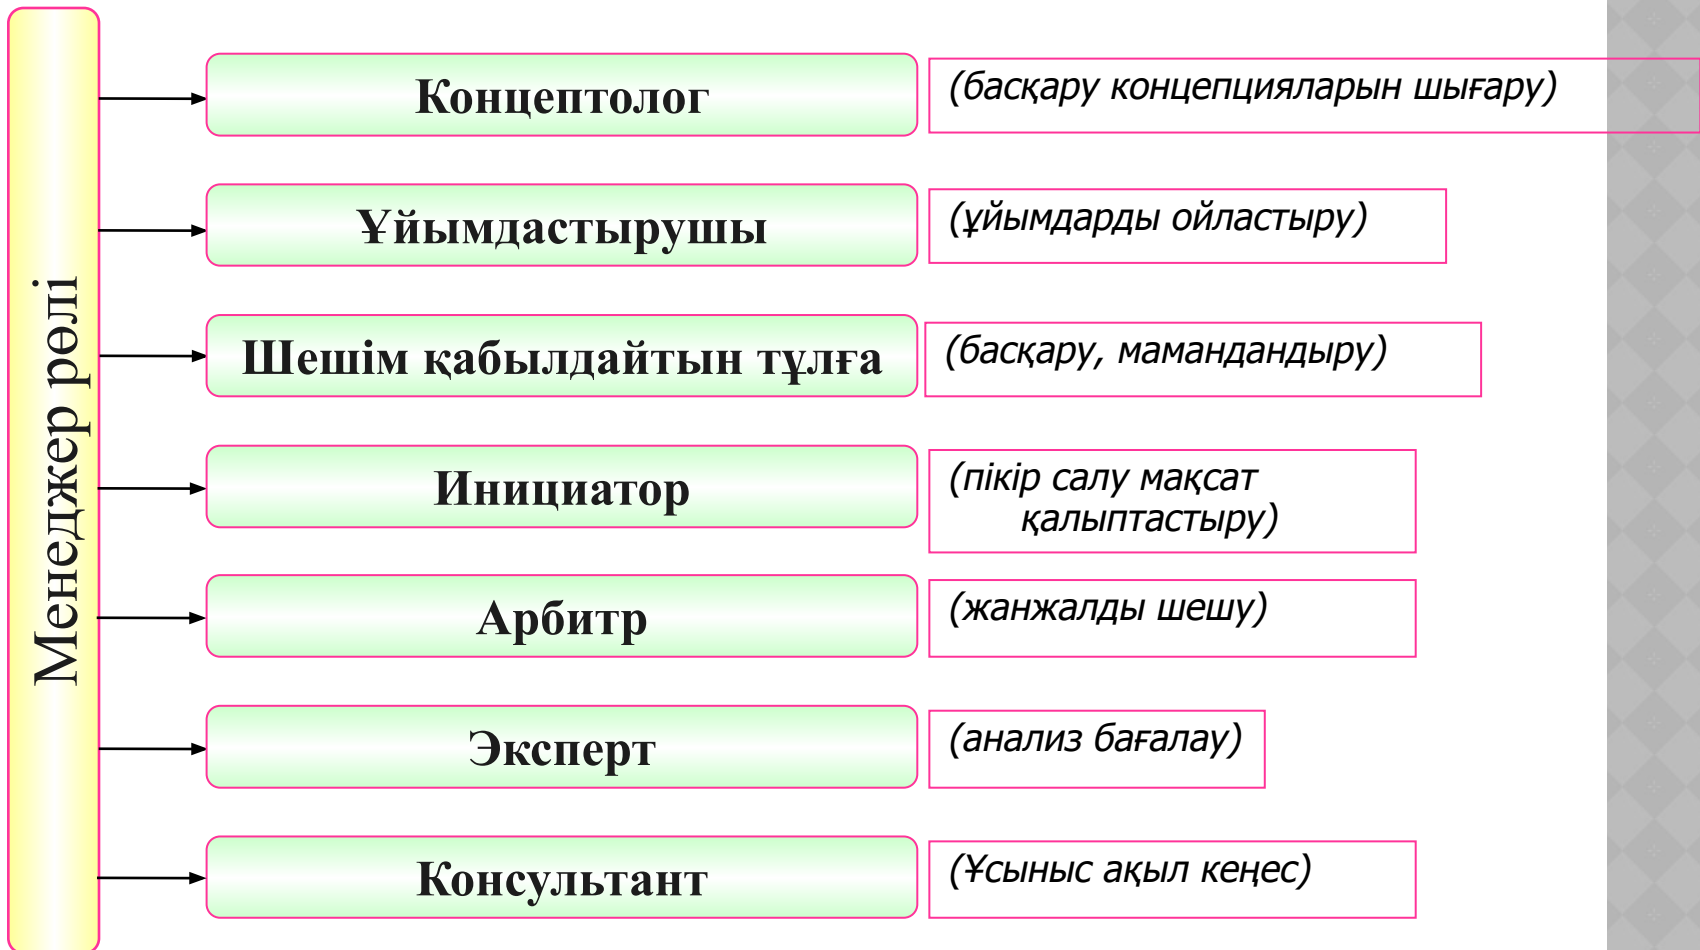 Менеджер рөлі
Концептолог
(басқару концепцияларын шығару)
Ұйымдастырушы
(ұйымдарды ойластыру)
Шешім қабылдайтын тұлға
(басқару, мамандандыру)
Инициатор
(пікір салу мақсат
қалыптастыру)
Арбитр
(жанжалды шешу)
Эксперт
(анализ бағалау)
Консультант
(Ұсыныс ақыл кеңес)